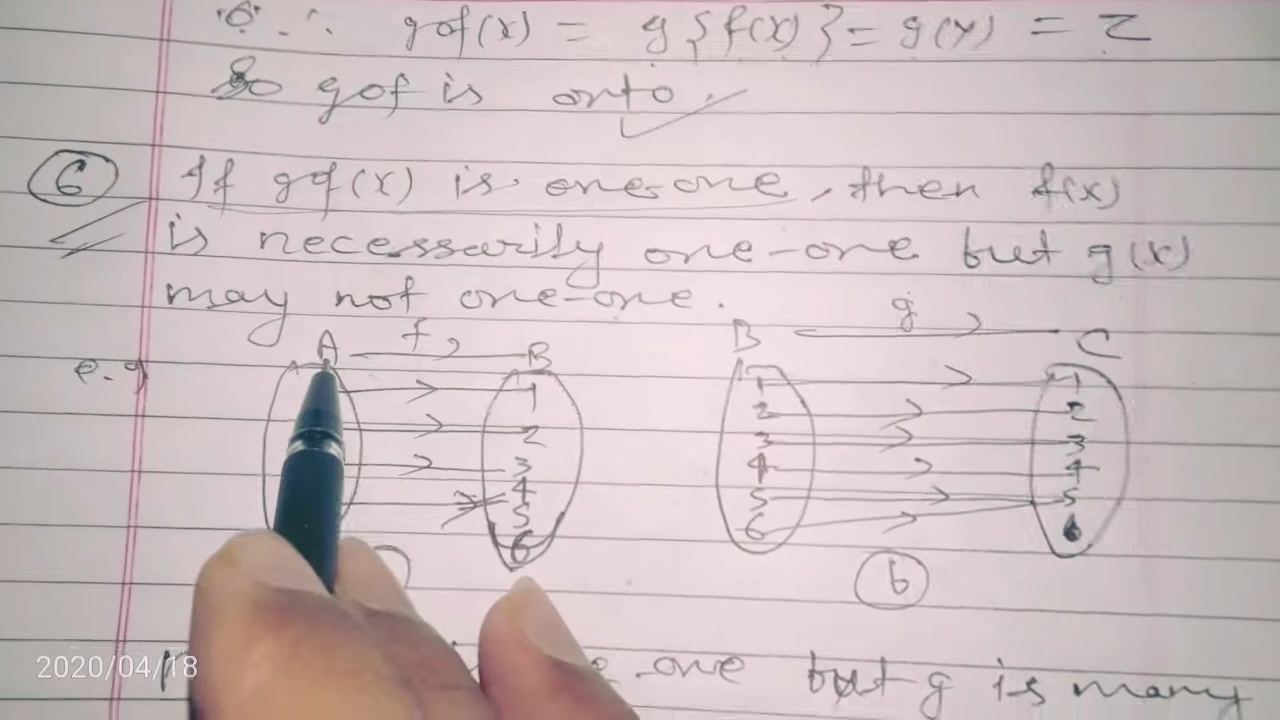 ∴ gof(x) = g{f(x)} = g(y) = z
So gof is onto.
6 If gof(x) is one-one, then f(x)
is necessarily one-one but g(x)
may not one-one.
e.g A f B B g C
1 1 1
2 2 2
3 3 3
4 4 4
5 5 5
6 6 6
b
one but g is many
2020/04/18